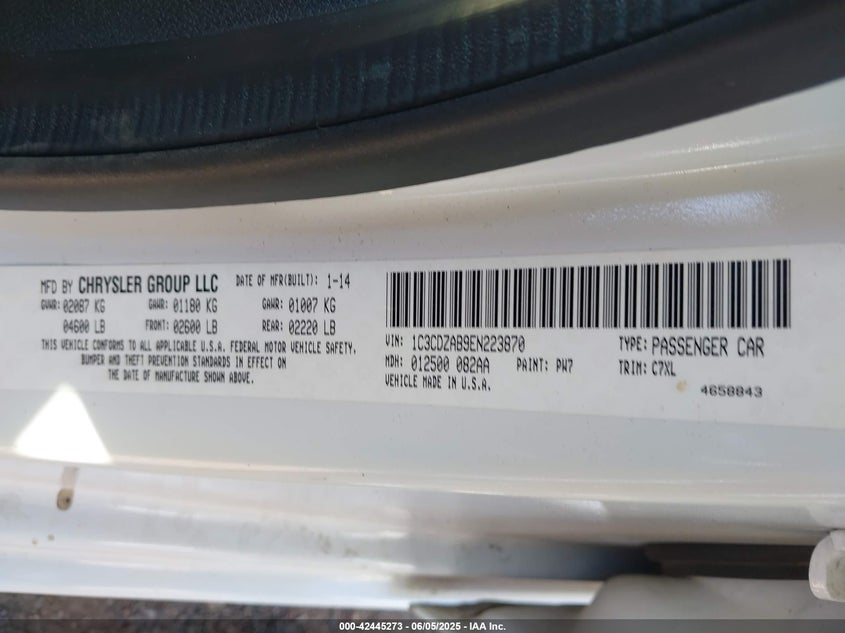 MFD BY CHRYSLER GROUP LLC DATE OF MFR(BUILT): 1-14
GVWR: 02087 KG GAWR: 01180 KG GAWR: 01007 KG
04600 LB FRONT: 02600 LB REAR: 02220 LB
THIS VEHICLE CONFORMS TO ALL APPLICABLE U.S.A. FEDERAL MOTOR VEHICLE SAFETY,
BUMPER AND THEFT PREVENTION STANDARDS IN EFFECT ON
THE DATE OF MANUFACTURE SHOWN ABOVE.
VIN: 1C3CDZAB9EN223870 TYPE: PASSENGER CAR
MDH: 012500 082AA PAINT: PW7 TRIM: C7XL
VEHICLE MADE IN U.S.A.
4658843
000-42445273 - 06/05/2025 - IAA Inc.